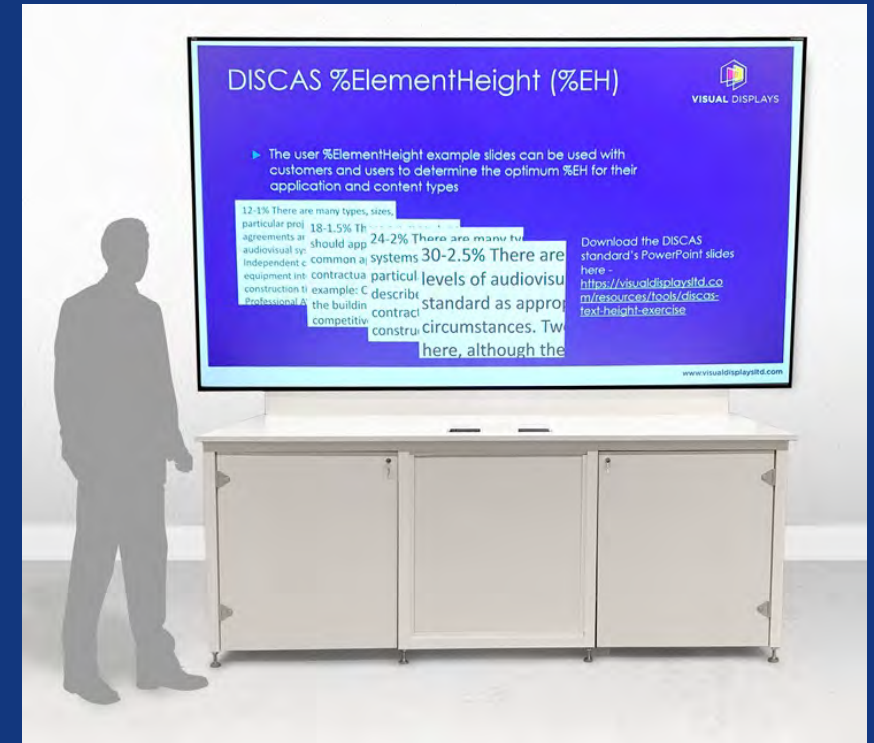 DISCAS %ElementHeight (%EH)
VISUAL DISPLAYS
The user %ElementHeight example slides can be used with
customers and users to determine the optimum %EH for their
application and content types
12-1% There are many types, sizes,
particular proj
agreements an
audiovisual sy
Independent c
equipment int
construction ti
Professional A
18-1.5% Th
should app
common a
contractua
example: C
the buildin
competitiv
24-2% There are many ty
systems
particul
describe
contract
constru
30-2.5% There are
levels of audiovisu
standard as approp
circumstances. Tw
here, although the
Download the DISCAS
standard's PowerPoint slides
here -
https://visualdisplaysltd.co
m/resources/tools/discas-
text-height-exercise
www.visualdisplaysltd.com